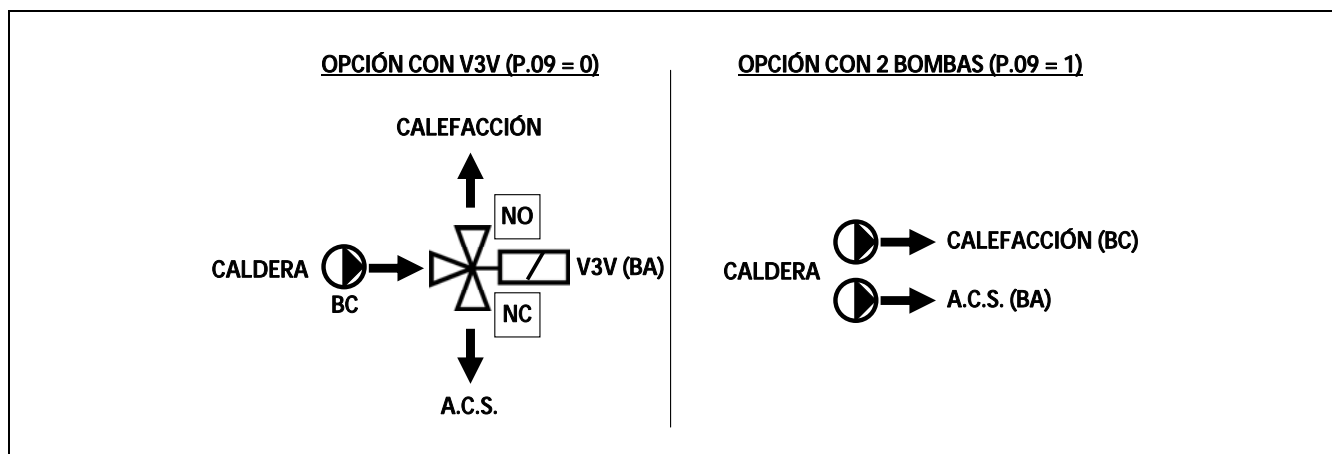 OPCIÓN CON V3V (P.09 = 0)
CALEFACCIÓN
NO
CALDERA
V3V (BA)
BC
NC
A.C.S.
OPCIÓN CON 2 BOMBAS (P.09 = 1)
CALEFACCIÓN (BC)
CALDERA
A.C.S. (BA)